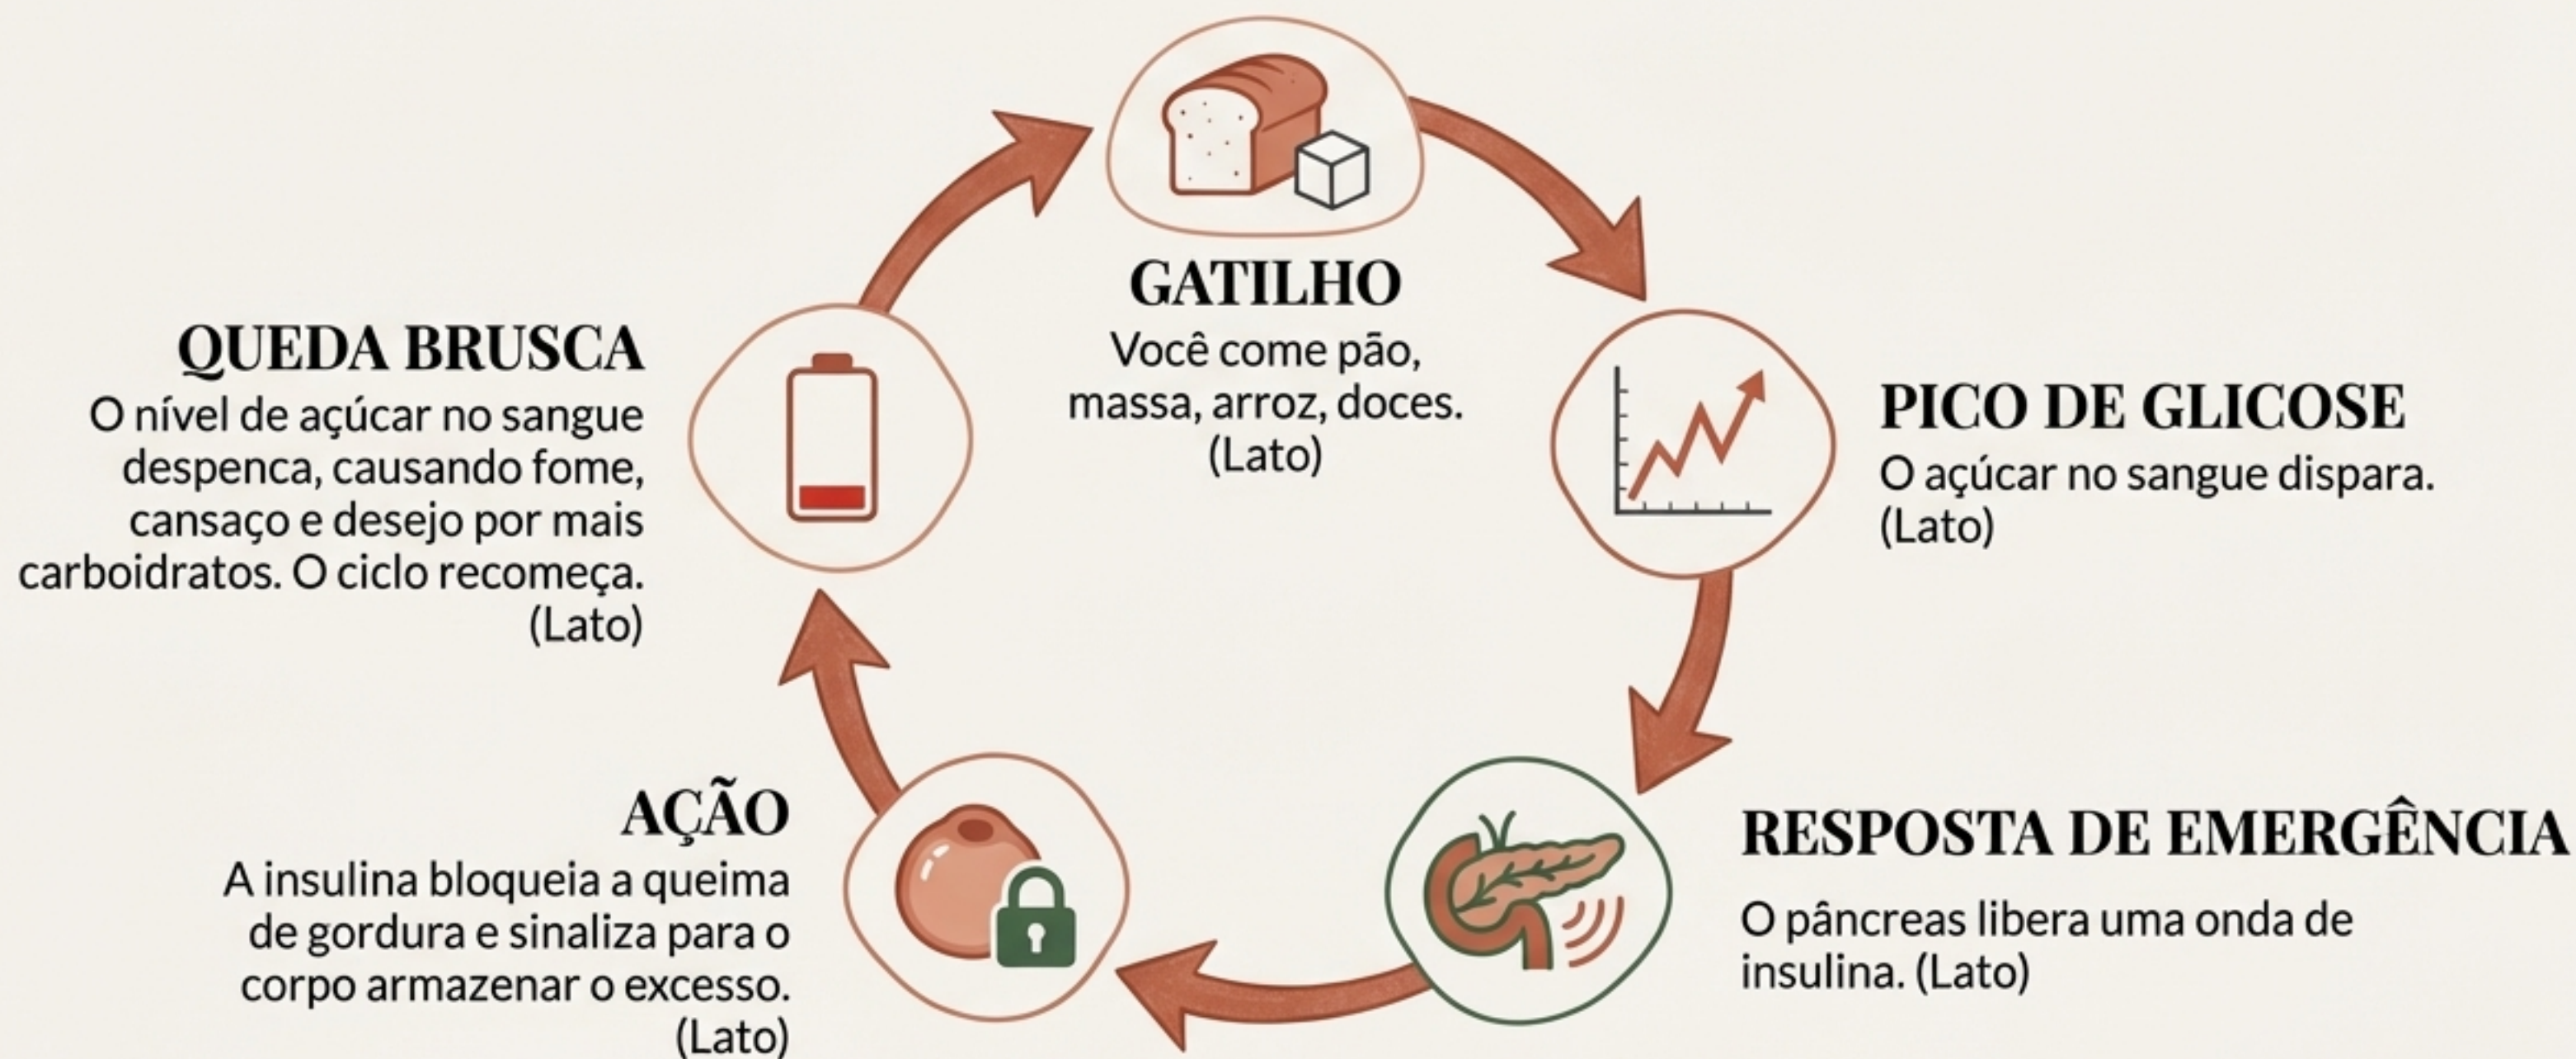 GATILHO
Você come pão,
massa, arroz, doces.
(Lato)
PICO DE GLICOSE
O açúcar no sangue dispara.
(Lato)
RESPOSTA DE EMERGÊNCIA
O pâncreas libera uma onda de
insulina. (Lato)
AÇÃO
A insulina bloqueia a queima
de gordura e sinaliza para o
corpo armazenar o excesso.
(Lato)
QUEDA BRUSCA
O nível de açúcar no sangue
despenca, causando fome,
cansaço e desejo por mais
carboidratos. O ciclo recomeça.
(Lato)